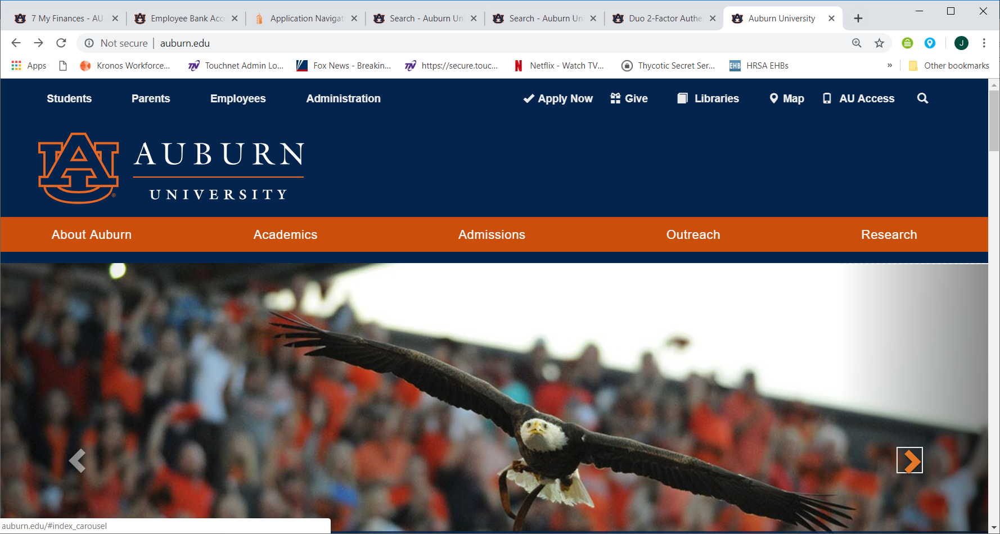 7 My Finances - AU
Employee Bank Acc
Application Navigat
Search - Auburn Un
Search - Auburn Un
Duo 2-Factor Authe
Auburn University
Not secure | auburn.edu
J
Apps
Kronos Workforce...
Touchnet Admin Lo...
Fox News - Breakin...
https://secure.touc...
Netflix - Watch TV...
Thycotic Secret Ser...
EHB HRSA EHBs
»
Other bookmarks
Students
Parents
Employees
Administration
Apply Now
Give
Libraries
Map
AU Access
AU ®
AUBURN
UNIVERSITY
About Auburn
Academics
Admissions
Outreach
Research
auburn.edu/#index_carousel